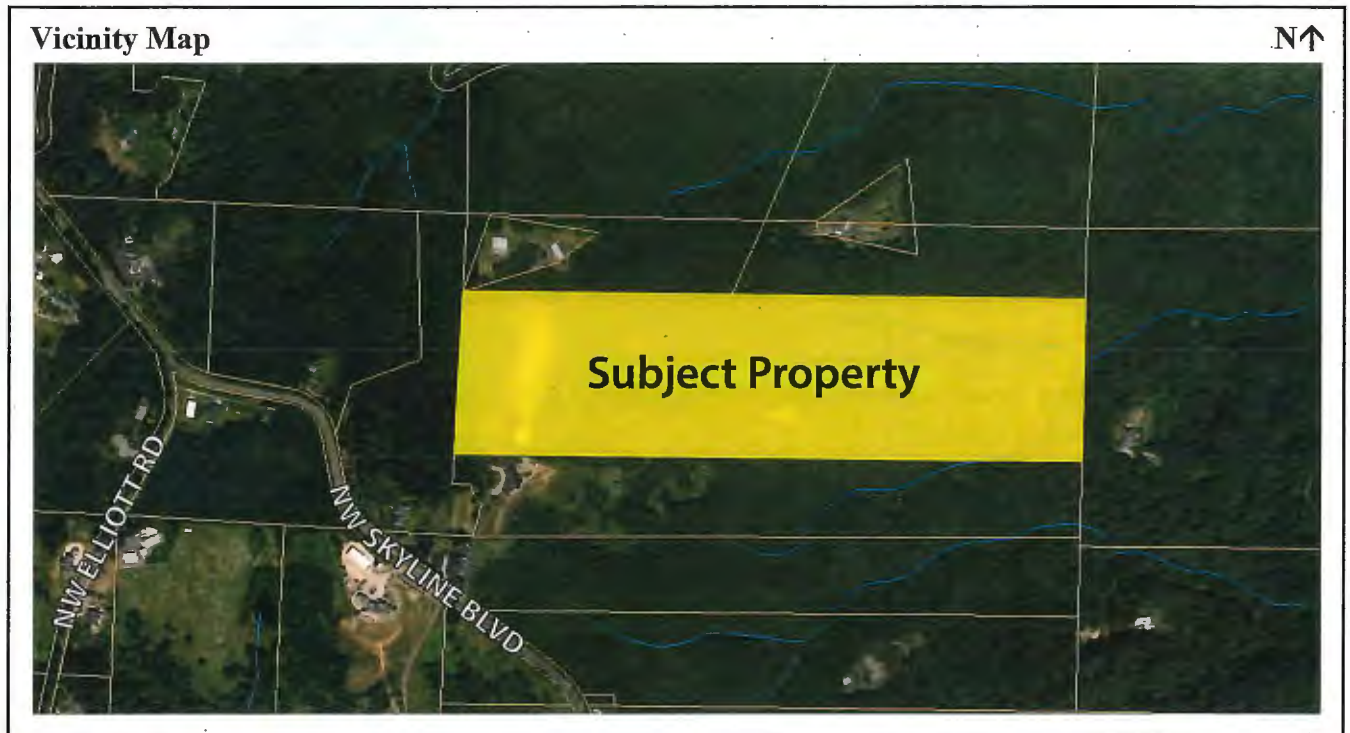 Vicinity Map
N↑
Subject Property
NW ELLIOTT RD
NW SKYLINE BLVD